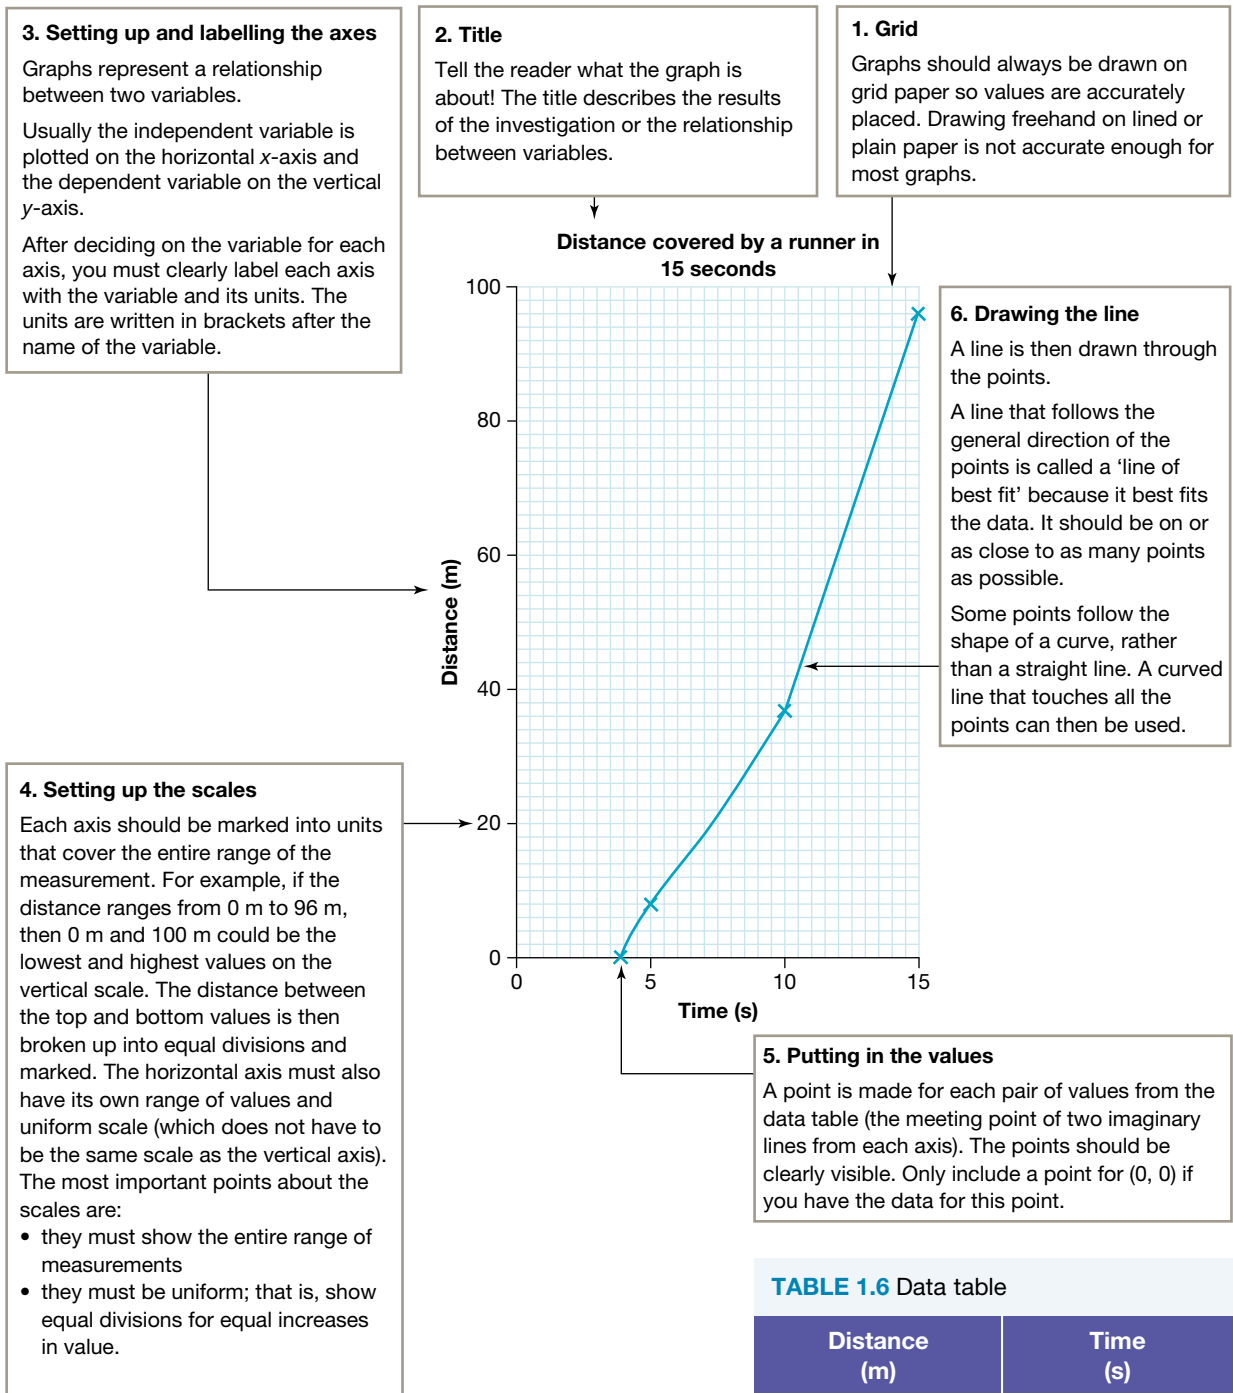 3. Setting up and labelling the axes
Graphs represent a relationship
between two variables.
Usually the independent variable is
plotted on the horizontal x-axis and
the dependent variable on the vertical
y-axis.
After deciding on the variable for each
axis, you must clearly label each axis
with the variable and its units. The
units are written in brackets after the
name of the variable.
2. Title
Tell the reader what the graph is
about! The title describes the results
of the investigation or the relationship
between variables.
1. Grid
Graphs should always be drawn on
grid paper so values are accurately
placed. Drawing freehand on lined or
plain paper is not accurate enough for
most graphs.
Distance covered by a runner in
15 seconds
100
80
60
40
20
0
Distance (m)
0
5
10
15
Time (s)
6. Drawing the line
A line is then drawn through
the points.
A line that follows the
general direction of the
points is called a ‘line of
best fit’ because it best fits
the data. It should be on or
as close to as many points
as possible.
Some points follow the
shape of a curve, rather
than a straight line. A curved
line that touches all the
points can then be used.
4. Setting up the scales
Each axis should be marked into units
that cover the entire range of the
measurement. For example, if the
distance ranges from 0 m to 96 m,
then 0 m and 100 m could be the
lowest and highest values on the
vertical scale. The distance between
the top and bottom values is then
broken up into equal divisions and
marked. The horizontal axis must also
have its own range of values and
uniform scale (which does not have to
be the same scale as the vertical axis).
The most important points about the
scales are:
• they must show the entire range of
measurements
• they must be uniform; that is, show
equal divisions for equal increases
in value.
5. Putting in the values
A point is made for each pair of values from the
data table (the meeting point of two imaginary
lines from each axis). The points should be
clearly visible. Only include a point for (0, 0) if
you have the data for this point.
TABLE 1.6 Data table
Distance
(m)
Time
(s)